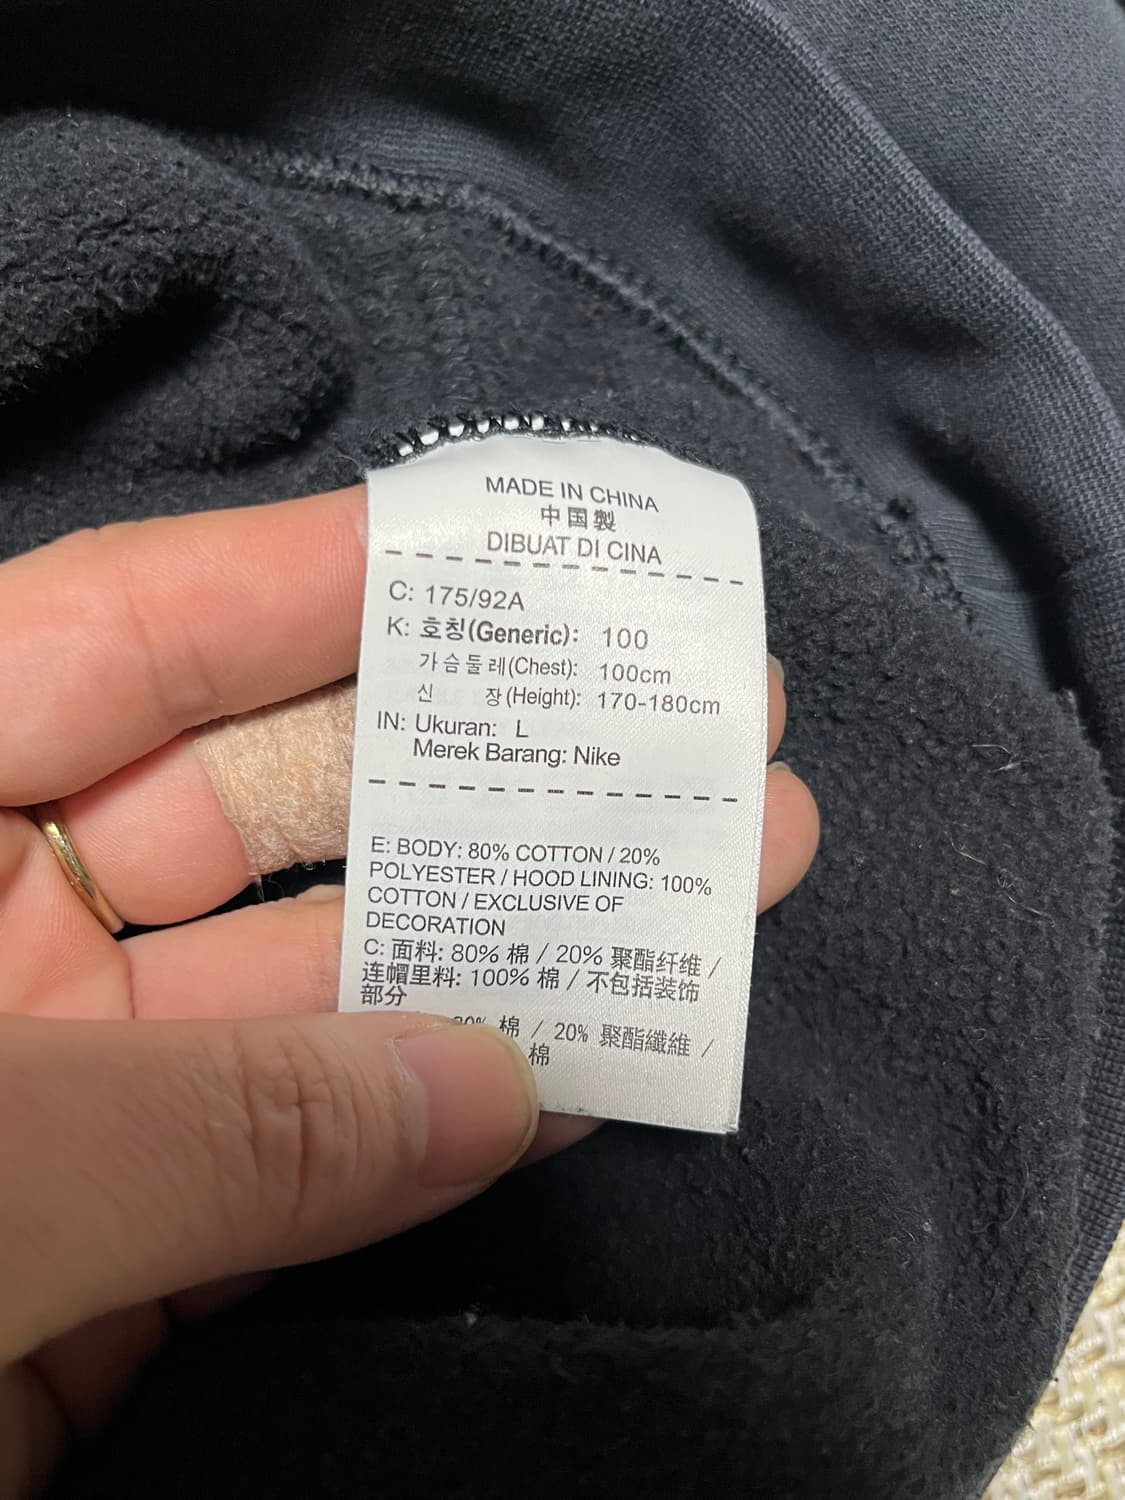 MADE IN CHINA
中国製
DIBUAT DI CINA
C: 175/92A
K: 호칭(Generic): 100
가슴둘레(Chest): 100cm
신 장(Height): 170-180cm
IN: Ukuran: L
Merek Barang: Nike
E: BODY: 80% COTTON / 20%
POLYESTER / HOOD LINING: 100%
COTTON / EXCLUSIVE OF
DECORATION
C: 面料: 80% 棉 / 20% 聚酯纤维 /
连帽里料: 100% 棉 / 不包括装饰
部分
棉 / 20% 聚酯纖維 /
棉